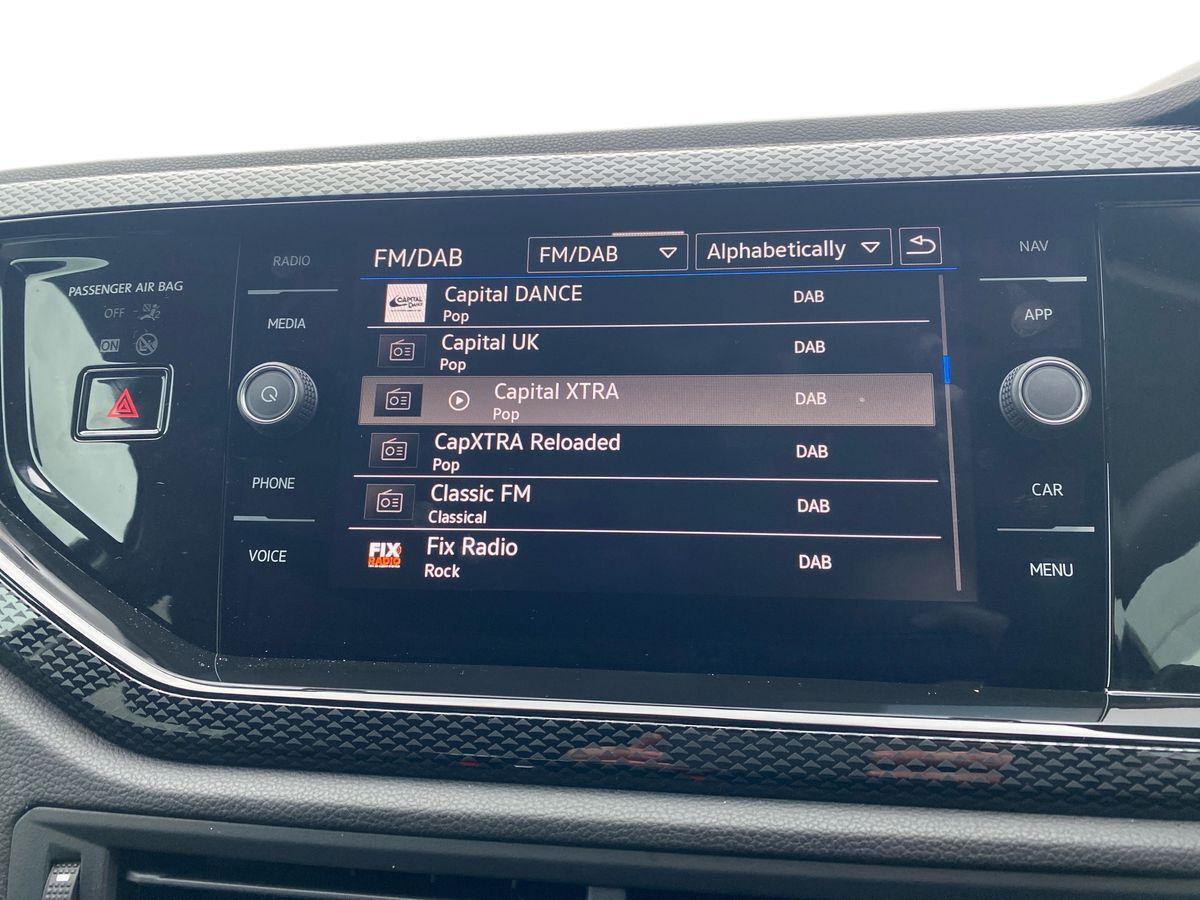 RADIO
MEDIA
PHONE
VOICE
PASSENGER AIR BAG
OFF
ON
FM/DAB
FM/DAB
Alphabetically
CAPITAL
DANCE
Capital DANCE
DAB
Pop
Capital UK
DAB
Pop
Capital XTRA
DAB
Pop
CapXTRA Reloaded
DAB
Pop
Classic FM
DAB
Classical
FIX
RADIO
Fix Radio
DAB
Rock
NAV
APP
CAR
MENU